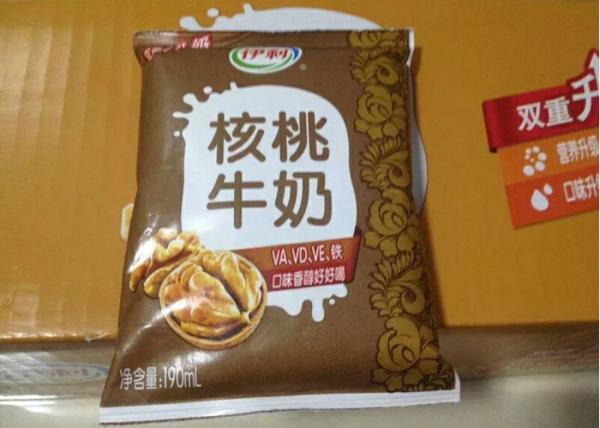 伊利
核桃
牛奶
VA、VD、VE、铁
口味香醇好好喝
净含量:190mL
双重升
营养升级
口味升